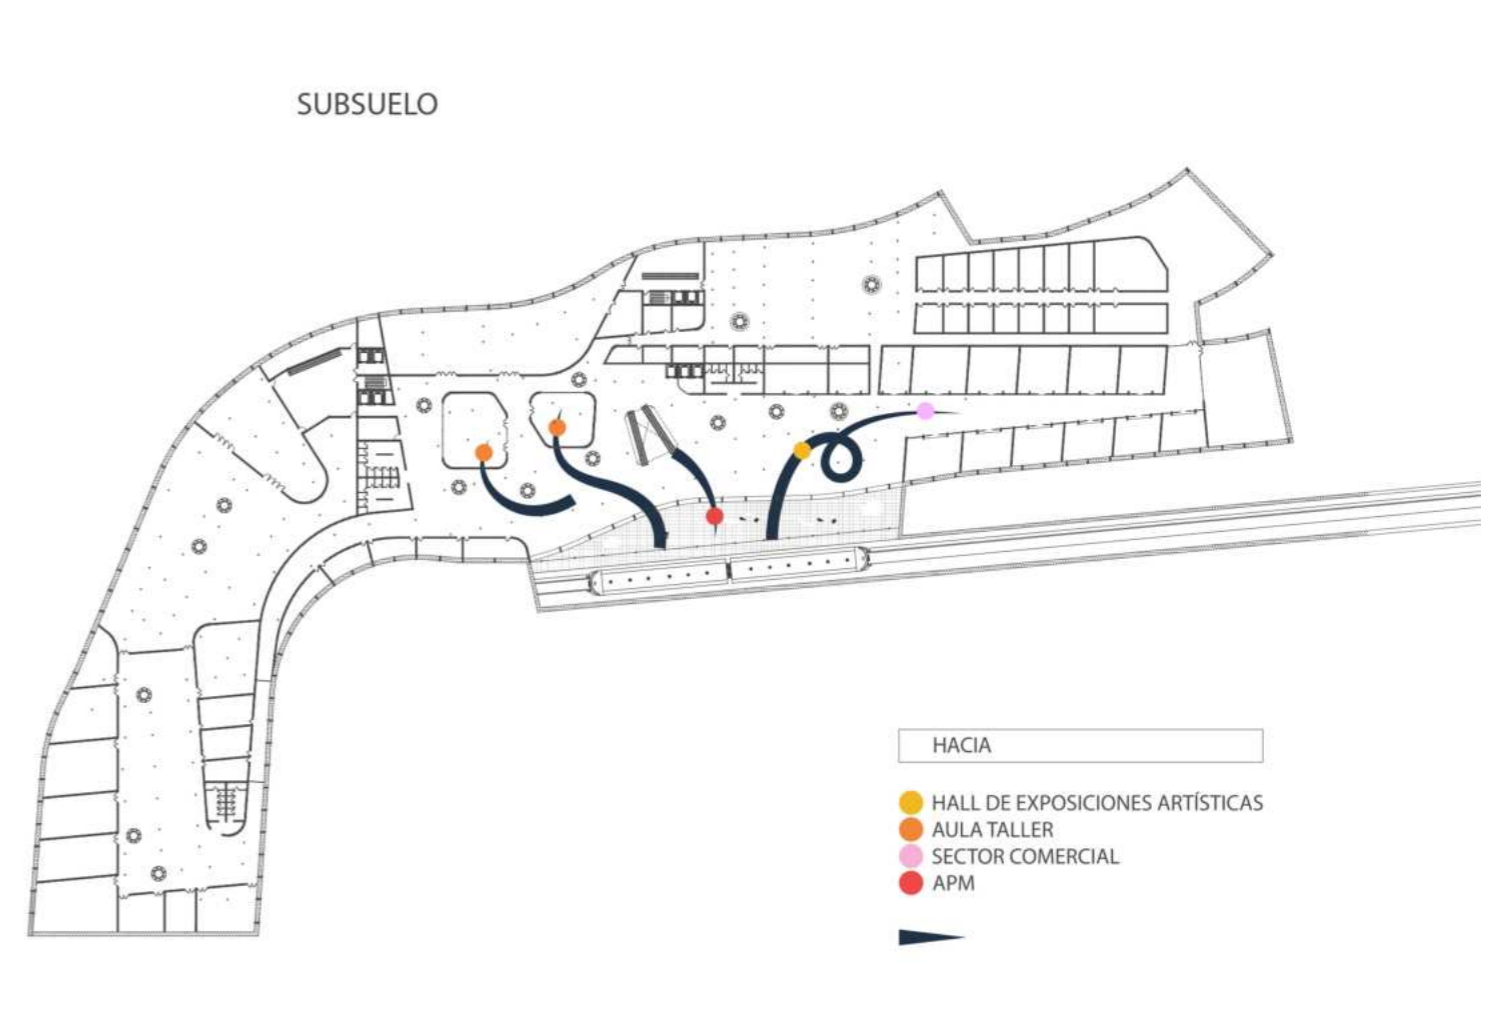 SUBSUELO
HACIA
HALL DE EXPOSICIONES ARTÍSTICAS
AULA TALLER
SECTOR COMERCIAL
APM